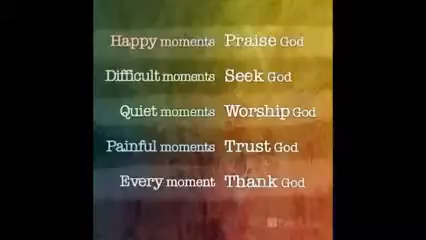 Happy moments Praise God
Difficult moments Seek God
Quiet moments Worship God
Painful moments Trust God
Every moment Thank God